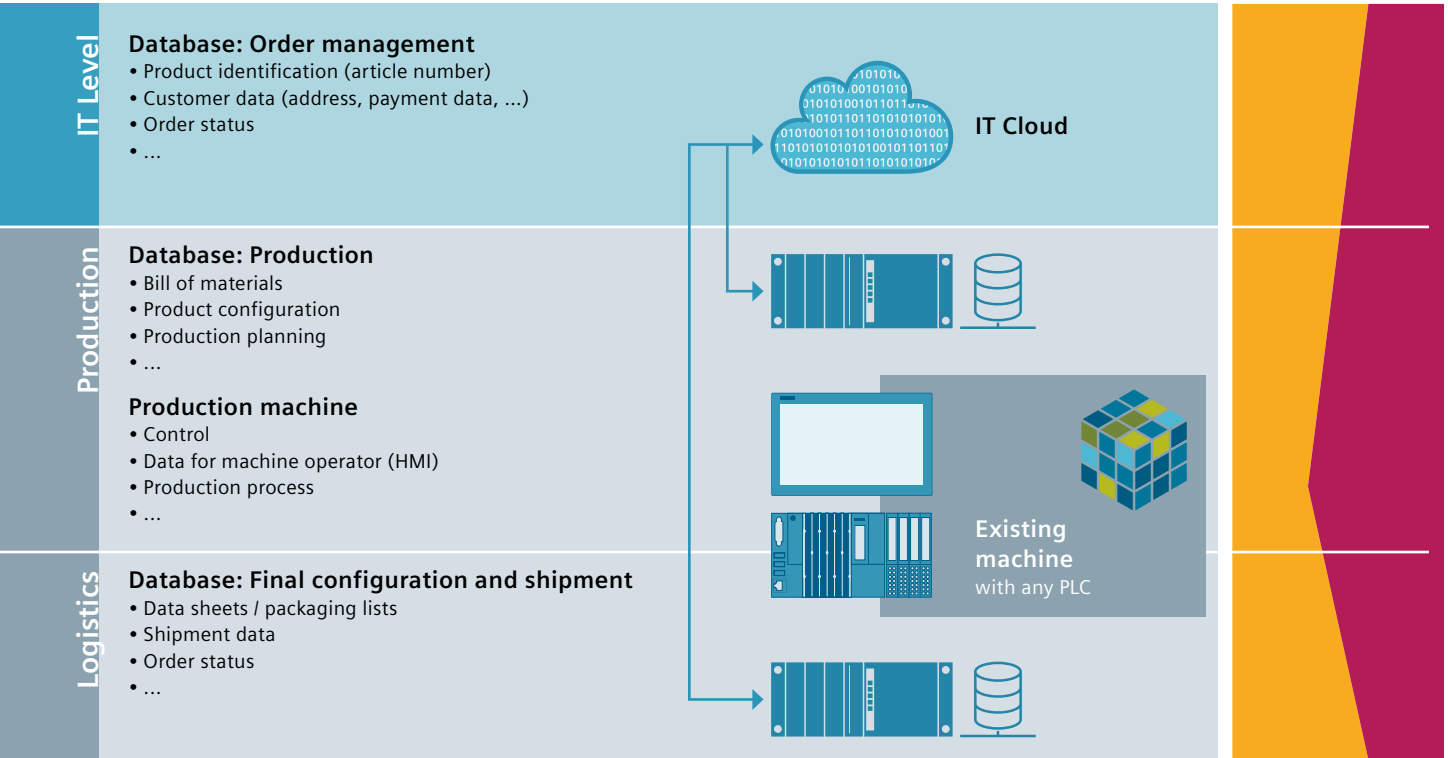 IT Level
Database: Order management
• Product identification (article number)
• Customer data (address, payment data, ...)
• Order status
• ...
IT Cloud
Production
Database: Production
• Bill of materials
• Product configuration
• Production planning
• ...
Production machine
• Control
• Data for machine operator (HMI)
• Production process
• ...
Existing
machine
with any PLC
Logistics
Database: Final configuration and shipment
• Data sheets / packaging lists
• Shipment data
• Order status
• ...